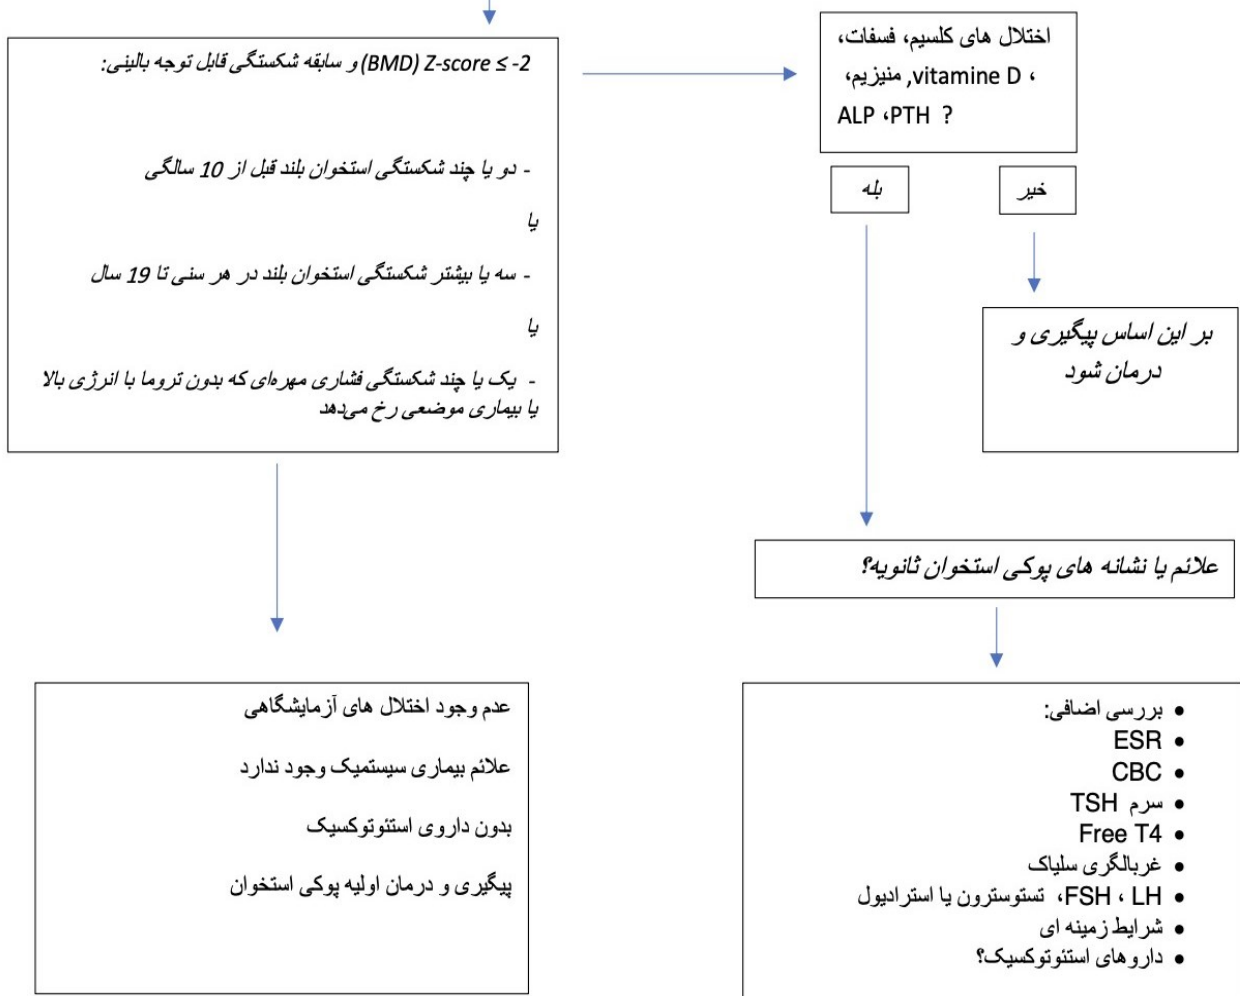 BMD) Z-score ≤ -2) و سابقه شکستگی قابل توجه بالینی:
- دو یا چند شکستگی استخوان بلند قبل از 10 سالگی
یا
- سه یا بیشتر شکستگی استخوان بلند در هر سنی تا 19 سال
یا
- یک یا چند شکستگی فشاری مهره‌ای که بدون تروما با انرژی بالا
یا بیماری موضعی رخ می‌دهد
اختلال های کلسیم، فسفات،
، vitamine D, منیزیم،
ALP ،PTH ?
بله
خیر
بر این اساس پیگیری و
درمان شود
علائم یا نشانه های پوکی استخوان ثانویه؟
عدم وجود اختلال های آزمایشگاهی
علائم بیماری سیستمیک وجود ندارد
بدون داروی استئوتوکسیک
پیگیری و درمان اولیه پوکی استخوان
• بررسی اضافی:
• ESR
• CBC
• سرم TSH
• Free T4
• غربالگری سلیاک
• FSH ، LH، تستوسترون یا استرادیول
• شرایط زمینه ای
• داروهای استئوتوکسیک؟